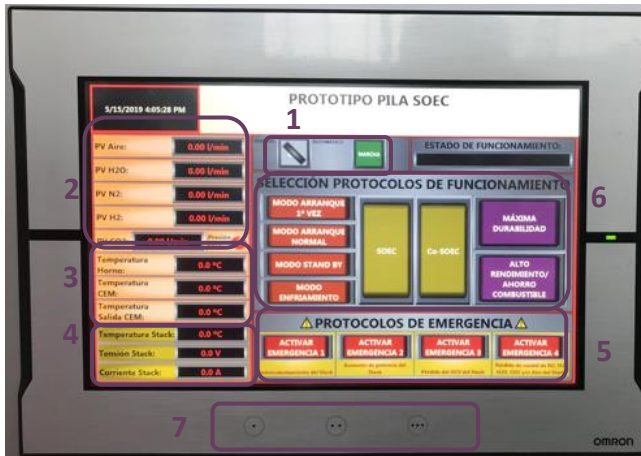 PROTOTIPO PILA SOEC
5/15/2019 4:05:28 PM
1
MARCHA
ESTADO DE FUNCIONAMIENTO:
2
PV Aire:
0.00 l/min
PV H2O:
0.00 l/min
PV N2:
0.00 l/min
PV H2:
0.00 l/min
0.00 l/min
Presión
SELECCIÓN PROTOCOLOS DE FUNCIONAMIENTO
6
MODO ARRANQUE
1ª VEZ
MODO ARRANQUE
NORMAL
MODO STAND BY
MODO
ENFRIAMIENTO
SOEC
Co-SOEC
MÁXIMA
DURABILIDAD
ALTO
RENDIMIENTO/
AHORRO
COMBUSTIBLE
3
Temperatura
Horno:
0.0 ºC
Temperatura
CEM:
0.0 ºC
Temperatura
Salida CEM:
0.0 ºC
4
Temperatura Stack:
0.0 ºC
Tensión Stack:
0.0 V
Corriente Stack:
0.0 A
PROTOCOLOS DE EMERGENCIA
5
ACTIVAR
EMERGENCIA 1
ACTIVAR
EMERGENCIA 2
ACTIVAR
EMERGENCIA 3
ACTIVAR
EMERGENCIA 4
7
OMRON